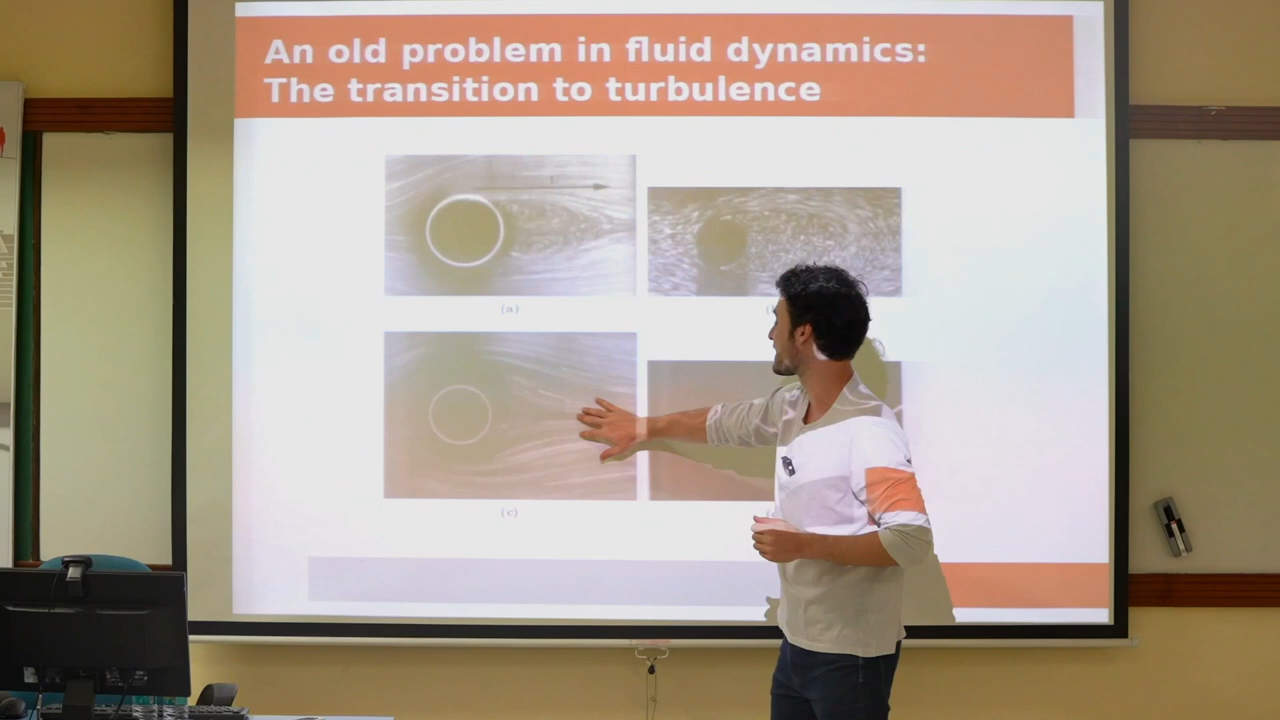 An old problem in fluid dynamics:
The transition to turbulence
(a)
(c)